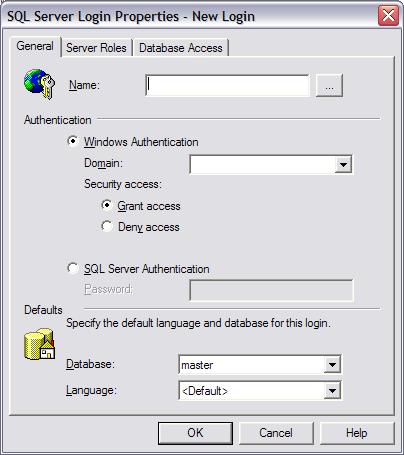 SQL Server Login Properties - New Login
General Server Roles Database Access
Name: ...
Authentication
Windows Authentication
Domain:
Security access:
Grant access
Deny access
SQL Server Authentication
Password:
Defaults
Specify the default language and database for this login.
Database: master
Language: <Default>
OK Cancel Help